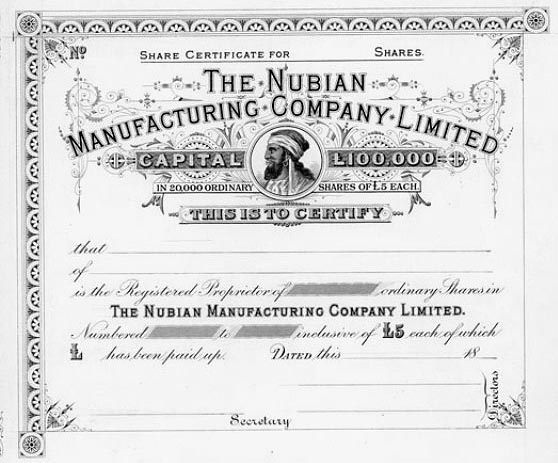 No
SHARE CERTIFICATE FOR SHARES.
THE NUBIAN
MANUFACTURING COMPANY LIMITED
CAPITAL £100,000
IN 20,000 ORDINARY SHARES OF £5 EACH.
THIS IS TO CERTIFY
that
of
is the Registered Proprietor of ordinary Shares in
THE NUBIAN MANUFACTURING COMPANY LIMITED.
Numbered to inclusive of £5 each, of which
£ has been paid up. DATED this 18
Directors
Secretary